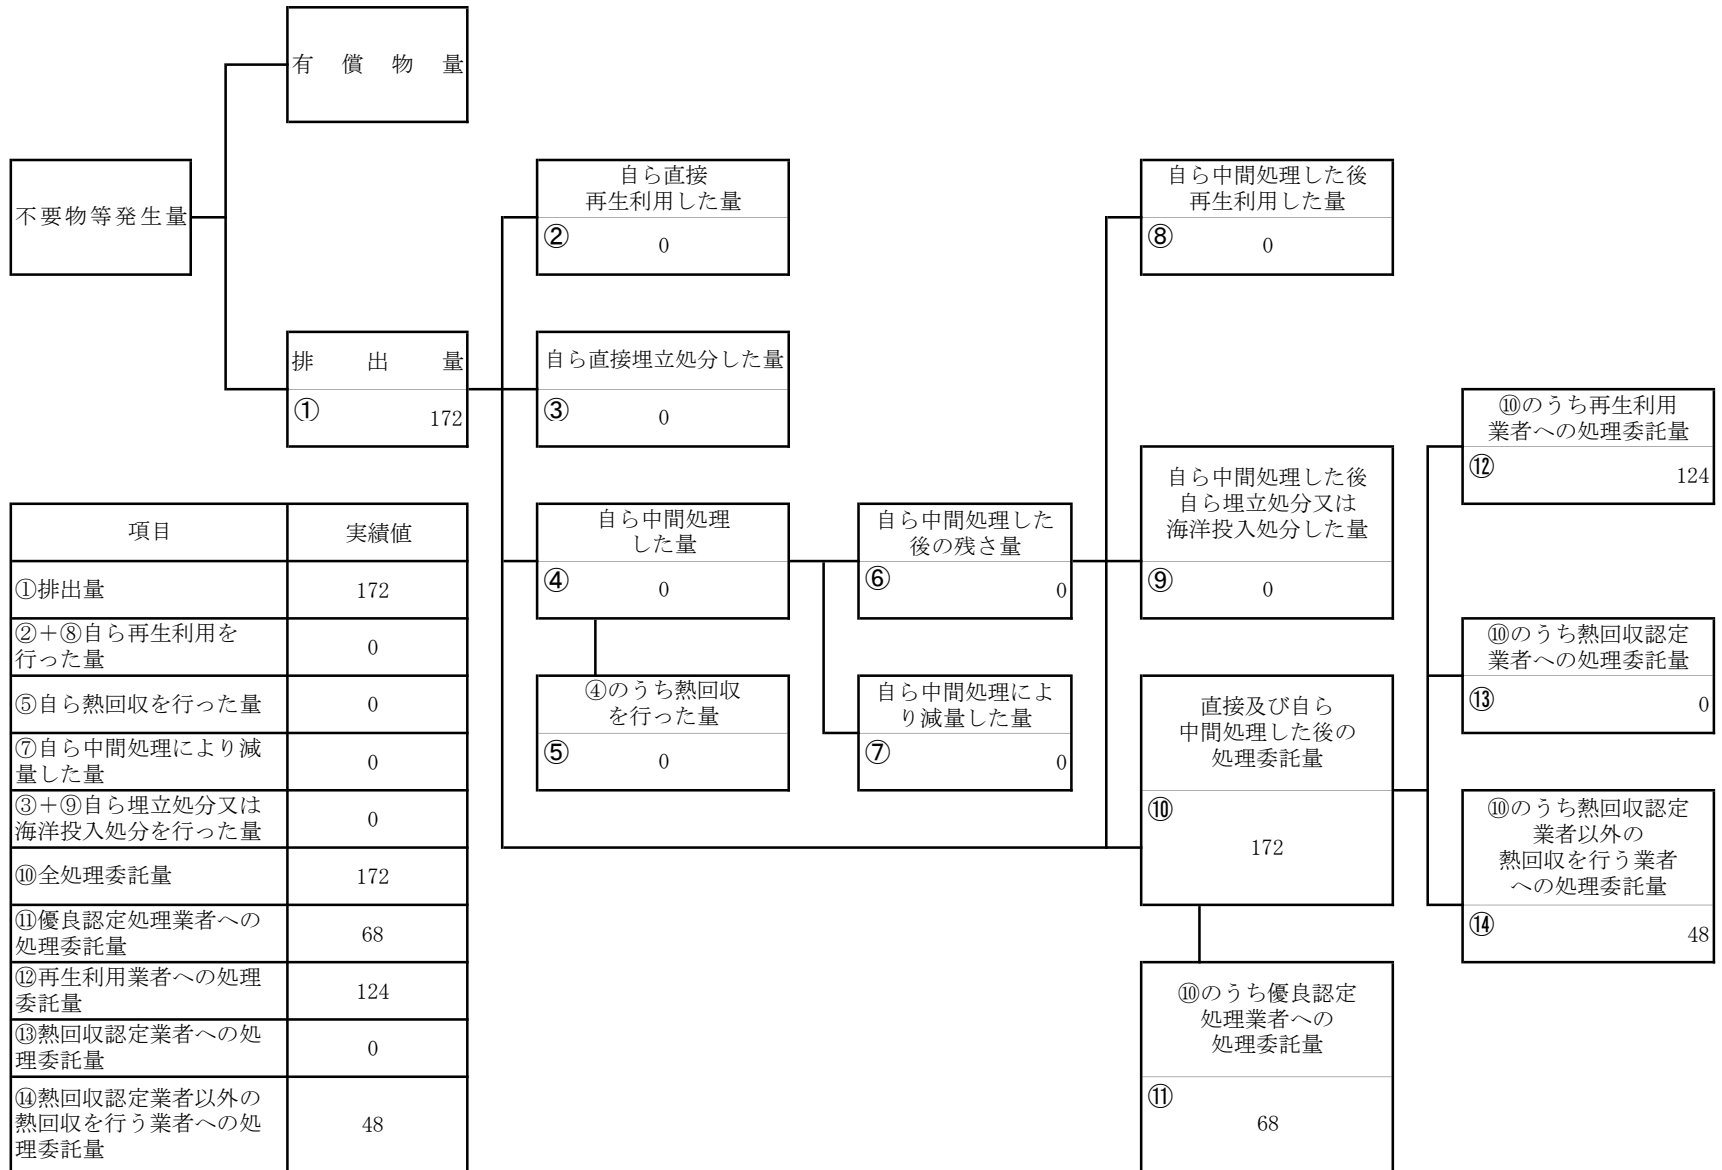 有償物量
不要物等発生量
排出量
①
172
自ら直接
再生利用した量
②
0
自ら直接埋立処分した量
③
0
自ら中間処理
した量
④
0
④のうち熱回収
を行った量
⑤
0
自ら中間処理した
後の残さ量
⑥
0
自ら中間処理によ
り減量した量
⑦
0
自ら中間処理した後
再生利用した量
⑧
0
自ら中間処理した後
自ら埋立処分又は
海洋投入処分した量
⑨
0
直接及び自ら
中間処理した後の
処理委託量
⑩
172
⑩のうち優良認定
処理業者への
処理委託量
⑪
68
⑩のうち再生利用
業者への処理委託量
⑫
124
⑩のうち熱回収認定
業者への処理委託量
⑬
0
⑩のうち熱回収認定
業者以外の
熱回収を行う業者
への処理委託量
⑭
48
項目 実績値
①排出量 172
②+⑧自ら再生利用を
行った量 0
⑤自ら熱回収を行った量 0
⑦自ら中間処理により減
量した量 0
③+⑨自ら埋立処分又は
海洋投入処分を行った量 0
⑩全処理委託量 172
⑪優良認定処理業者への
処理委託量 68
⑫再生利用業者への処理
委託量 124
⑬熱回収認定業者への処
理委託量 0
⑭熱回収認定業者以外の
熱回収を行う業者への処
理委託量 48